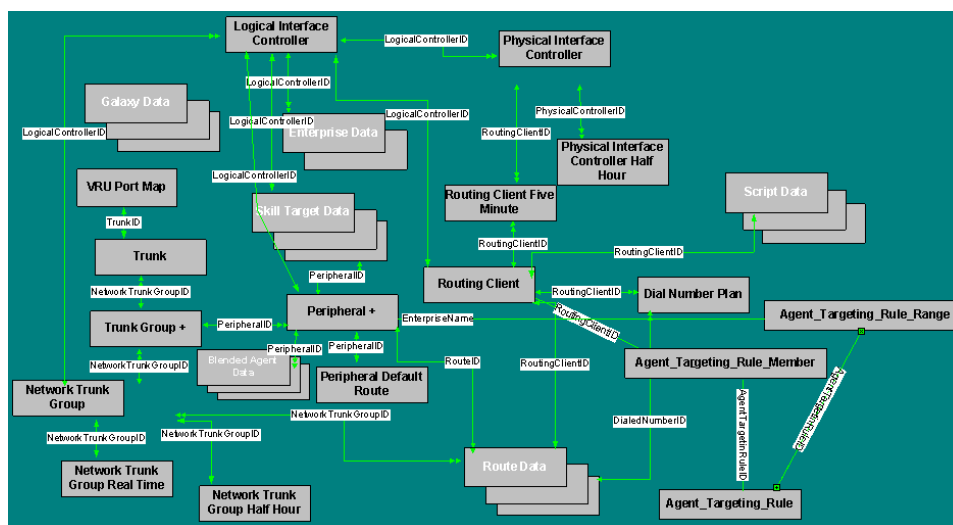 Logical Interface
Controller
Physical Interface
Controller
LogicalControllerID
LogicalControllerID
Galaxy Data
LogicalControllerID
LogicalControllerID
LogicalControllerID
PhysicalControllerID
Enterprise Data
RoutingClientID
LogicalControllerID
Physical Interface
Controller Half
Hour
VRU Port Map
Routing Client Five
Minute
Script Data
Skill Target Data
TrunkID
RoutingClientID
RoutingClientID
Trunk
PeripheralID
Routing Client
NetworkTrunkGroupID
RoutingClientID
Dial Number Plan
Peripheral +
EnterpriseName
Agent_Targeting_Rule_Range
Trunk Group +
PeripheralID
RoutingClientID
PeripheralID
PeripheralID
Blended Agent
Data
RouteID
RoutingClientID
Agent_Targeting_Rule_Member
NetworkTrunkGroupID
Peripheral Default
Route
Network Trunk
Group
AgentTargetinRuleID
AgentTargetinRuleID
NetworkTrunkGroupID
DialedNumberID
NetworkTrunkGroupID
Network Trunk
Group Real Time
Route Data
Network Trunk
Group Half Hour
Agent_Targeting_Rule